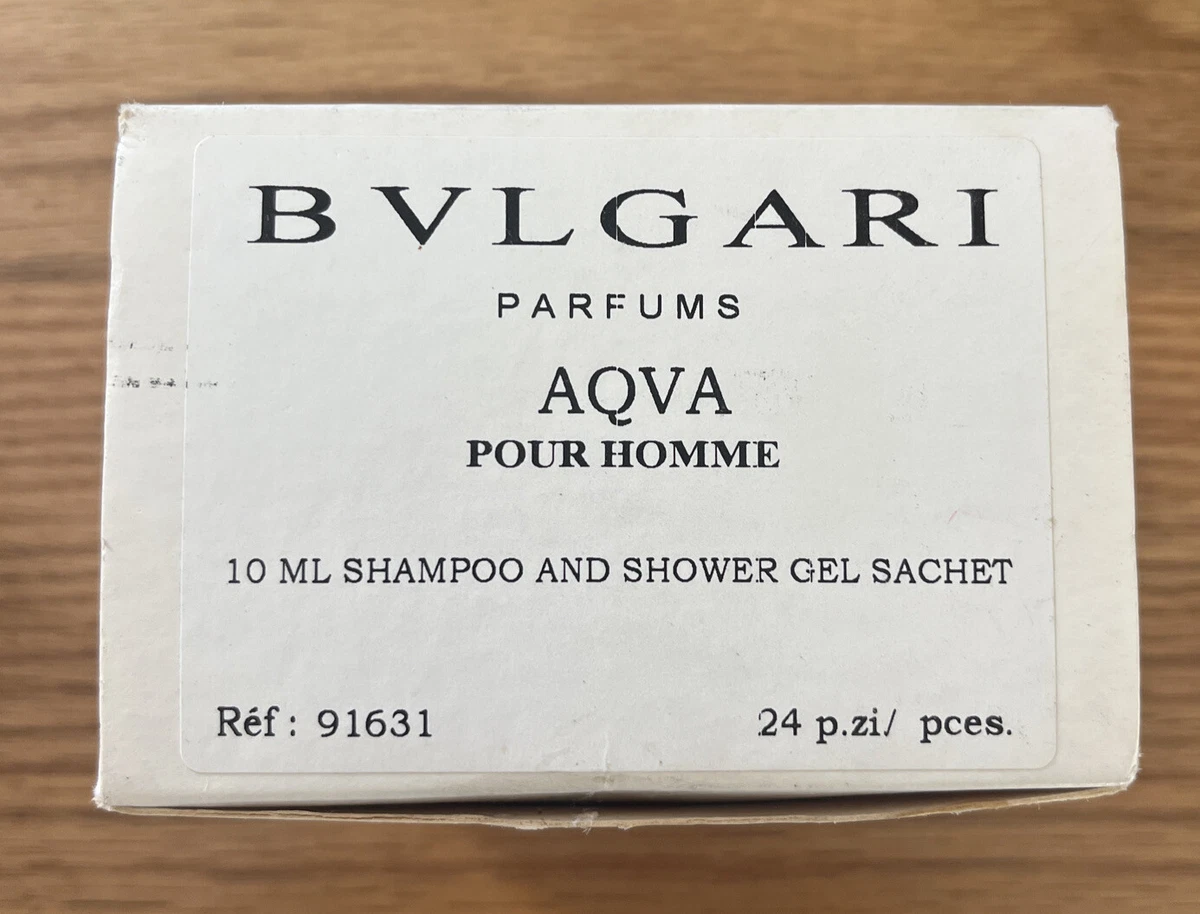 BVLGARI
PARFUMS
AQVA
POUR HOMME
10 ML SHAMPOO AND SHOWER GEL SACHET
Réf : 91631
24 p.zi/ pces.